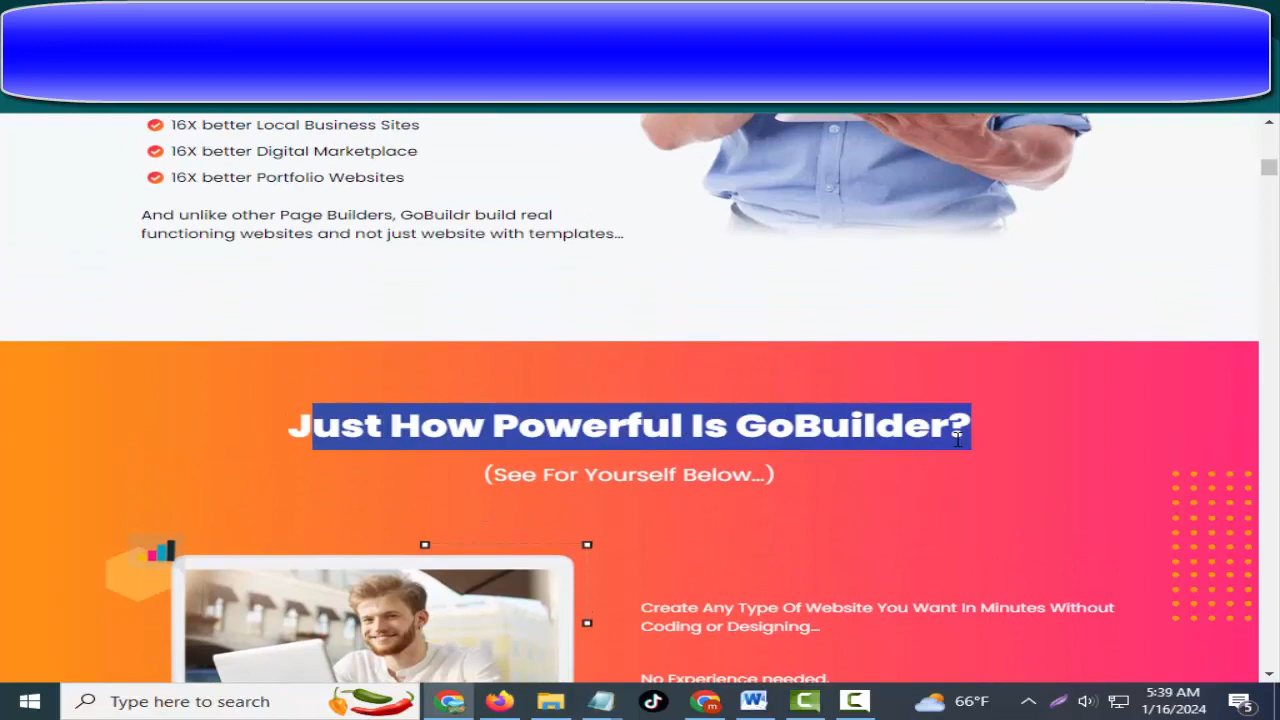 16X better Local Business Sites
16X better Digital Marketplace
16X better Portfolio Websites
And unlike other Page Builders, GoBuildr build real
functioning websites and not just website with templates...
Just How Powerful Is GoBuilder?
(See For Yourself Below...)
Create Any Type Of Website You Want In Minutes Without
Coding or Designing...
No Experience needed.
Type here to search
66°F
5:39 AM
1/16/2024
5